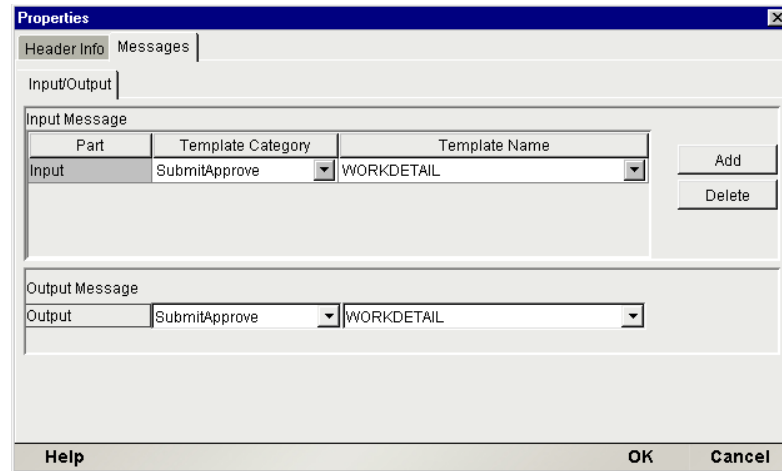 Properties
Header Info Messages
Input/Output
Input Message
Part Template Category Template Name
Input SubmitApprove WORKDETAIL
Add
Delete
Output Message
Output SubmitApprove WORKDETAIL
Help OK Cancel